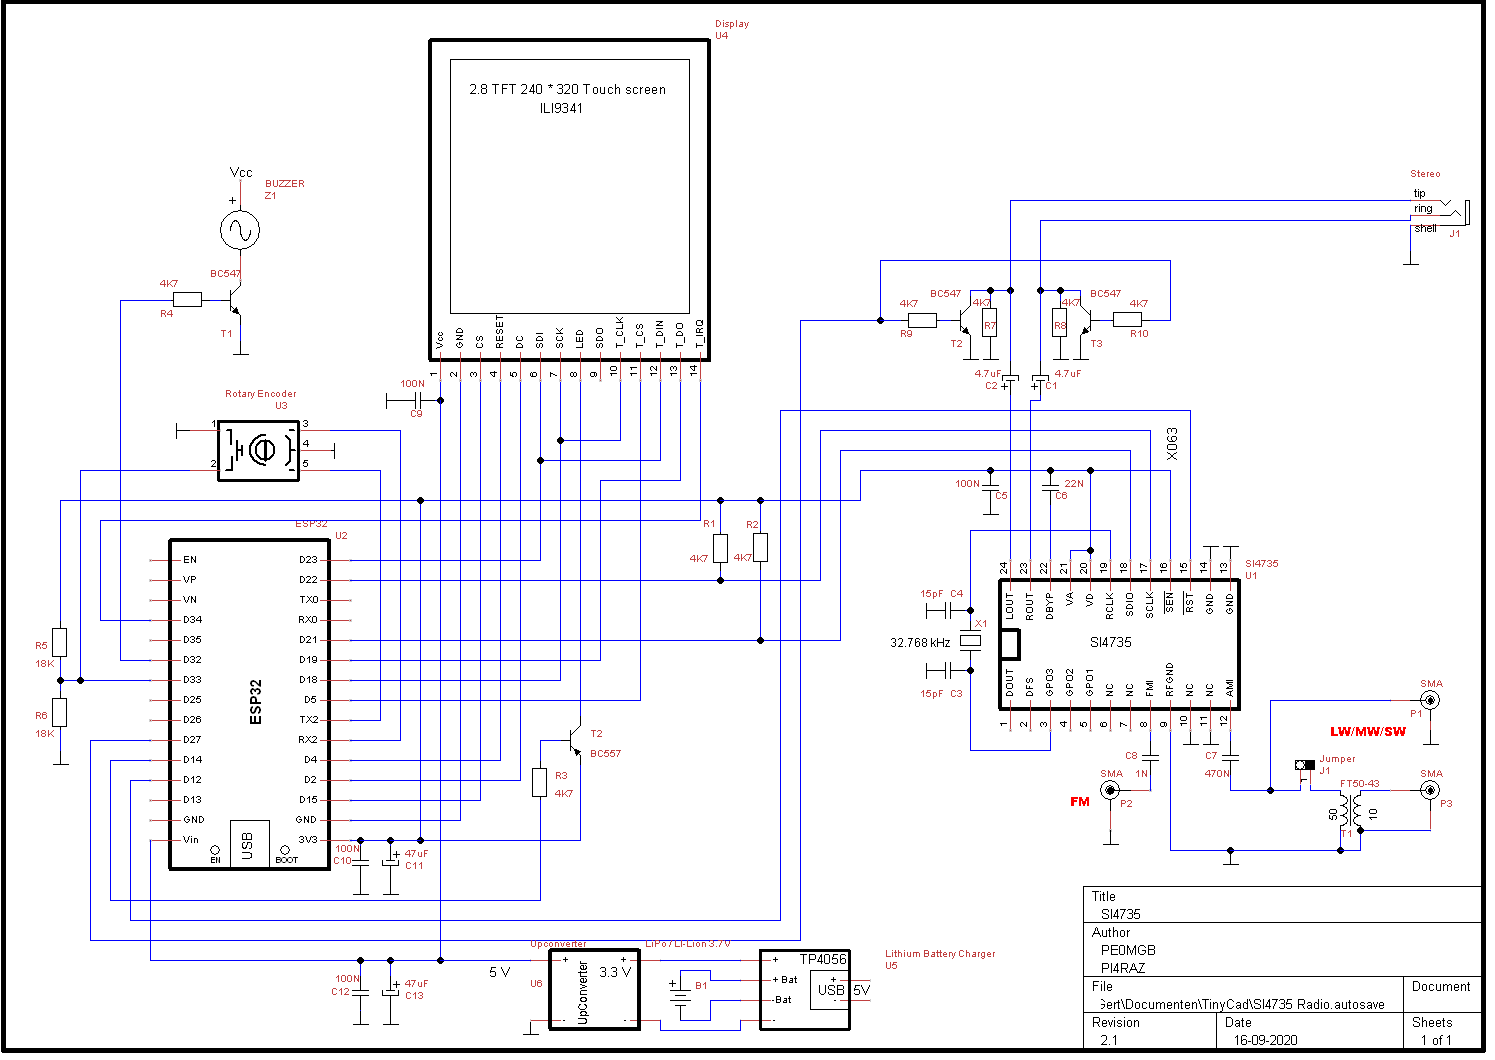 Display
U4
2.8 TFT 240 * 320 Touch screen
ILI9341
Vcc GND CS RESET DC SDI SCK LED SDO T_CLK T_CS T_DIN T_DO T_IRQ
1 2 3 4 5 6 7 8 9 10 11 12 13 14
Vcc
+
BUZZER
Z1
BC547
4K7
R4
T1
100N
C9
Rotary Encoder
U3
1 3
4
2 5
Stereo
tip
ring
shell
J1
4K7
R9
BC547
T2
4K7
R7
4K7
R8
BC547
T3
4K7
R10
4.7uF
C2
+
4.7uF
C1
+
X063
100N
C5
22N
C6
R1
4K7
R2
4K7
ESP32
U2
EN D23
VP D22
VN TX0
D34 RX0
D35 D21
D32 D19
D33 D18
D25 D5
D26 TX2
D27 RX2
D14 D4
D12 D2
D13 D15
GND GND
Vin 3V3
ESP32
USB
EN
BOOT
R5
18K
R6
18K
T2
BC557
R3
4K7
100N
C10
+
47uF
C11
15pF C4
X1
32.768 kHz
15pF C3
SI4735
U1
24 23 22 21 20 19 18 17 16 15 14 13
LOUT ROUT DBYP VA VD RCLK SDIO SCLK SEN RST GND GND
SI4735
DOUT DFS GPO3 GPO2 GPO1 NC NC FMI RFGND NC NC AMI
1 2 3 4 5 6 7 8 9 10 11 12
C8
1N
C7
470N
SMA
P2
FM
SMA
P1
LW/MW/SW
Jumper
J1
FT50-43
50
10
T1
SMA
P3
100N
C12
+
47uF
C13
5 V
Upconverter
U6
+ +
UpConverter
3.3 V
- -
LiPo / Li-Lion 3.7V
+
B1
TP4056
+
+ Bat
-Bat
-
+
USB
-
5V
Lithium Battery Charger
U5
Title
SI4735
Author
PE0MGB
PI4RAZ
File
Document
Gert\Documenten\TinyCad\SI4735 Radio.autosave
Revision
2.1
Date
16-09-2020
Sheets
1 of 1